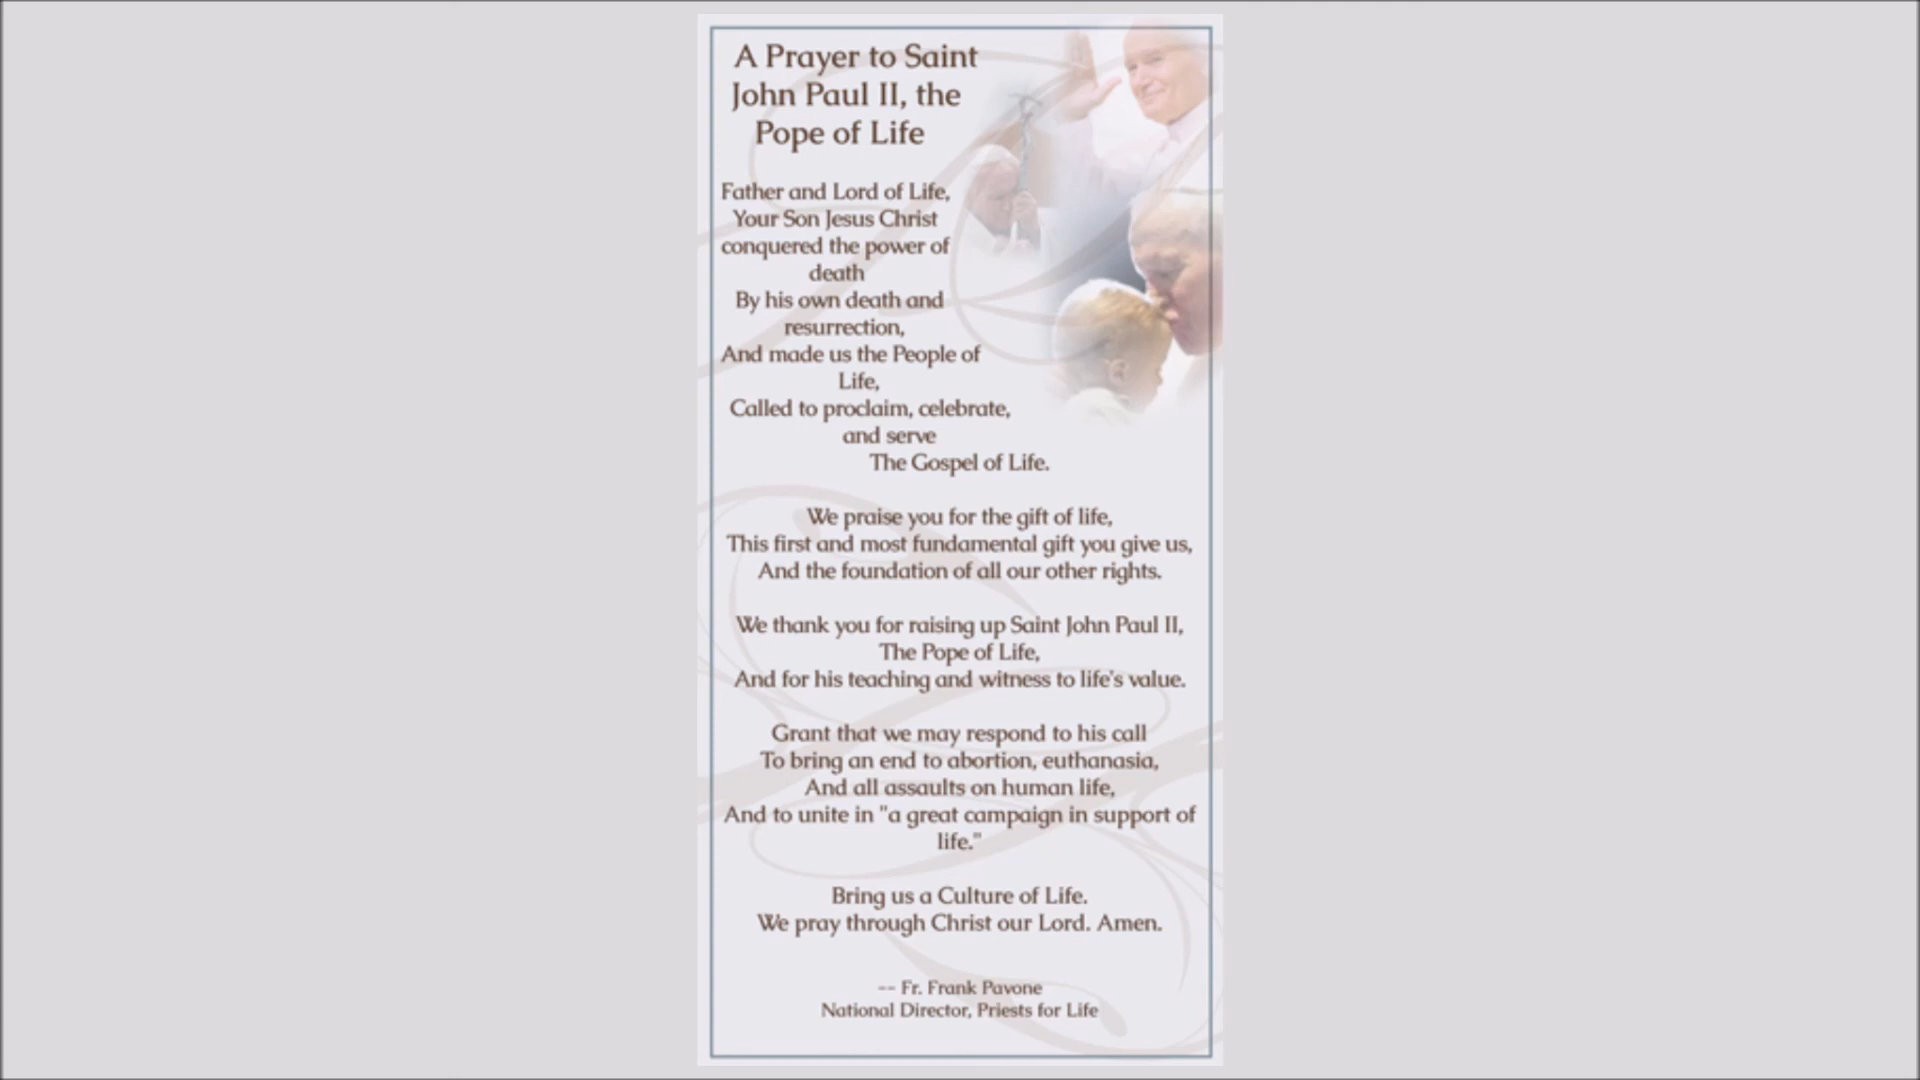 A Prayer to Saint
John Paul II, the
Pope of Life
Father and Lord of Life,
Your Son Jesus Christ
conquered the power of
death
By his own death and
resurrection,
And made us the People of
Life,
Called to proclaim, celebrate,
and serve
The Gospel of Life.
We praise you for the gift of life,
This first and most fundamental gift you give us,
And the foundation of all our other rights.
We thank you for raising up Saint John Paul II,
The Pope of Life,
And for his teaching and witness to life's value.
Grant that we may respond to his call
To bring an end to abortion, euthanasia,
And all assaults on human life,
And to unite in "a great campaign in support of
life."
Bring us a Culture of Life.
We pray through Christ our Lord. Amen.
-- Fr. Frank Pavone
National Director, Priests for Life